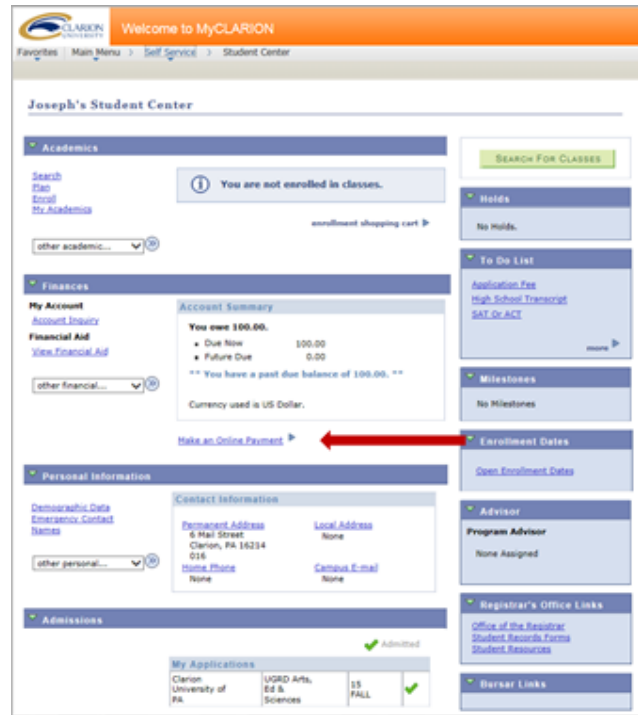 CLARION
UNIVERSITY
Welcome to MyCLARION
Favorites Main Menu > Self Service > Student Center
Joseph's Student Center
Academics
Search
Plan
Enroll
My Academics
other academic...
You are not enrolled in classes.
enrollment shopping cart
Finances
My Account
Account Inquiry
Financial Aid
View Financial Aid
other financial...
Account Summary
You owe 100.00.
Due Now 100.00
Future Due 0.00
** You have a past due balance of 100.00. **
Currency used is US Dollar.
Make an Online Payment
Personal Information
Demographic Data
Emergency Contact
Names
other personal...
Contact Information
Permanent Address
6 Mail Street
Clarion, PA 16214
016
Local Address
None
Home Phone
None
Campus E-mail
None
Admissions
Admitted
My Applications
Clarion
University of
PA
UGRD Arts,
Ed &
Sciences
15
FALL
SEARCH FOR CLASSES
Holds
No Holds.
To Do List
Application Fee
High School Transcript
SAT Or ACT
more
Milestones
No Milestones
Enrollment Dates
Open Enrollment Dates
Advisor
Program Advisor
None Assigned
Registrar's Office Links
Office of the Registrar
Student Records Forms
Student Resources
Bursar Links